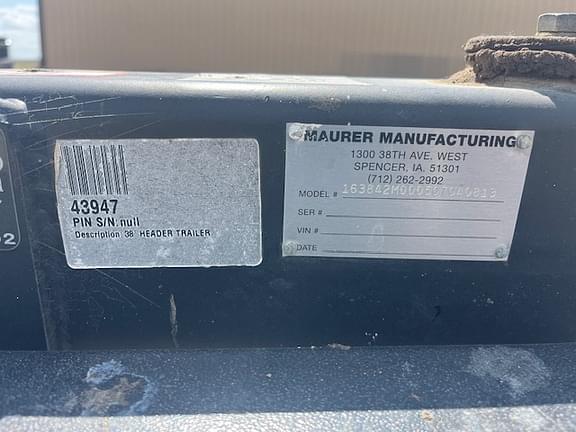 43947
PIN S/N:null
Description 38' HEADER TRAILER
MAURER MANUFACTURING
1300 38TH AVE. WEST
SPENCER, IA. 51301
(712) 262-2992
MODEL #
SER #
VIN #
DATE
2